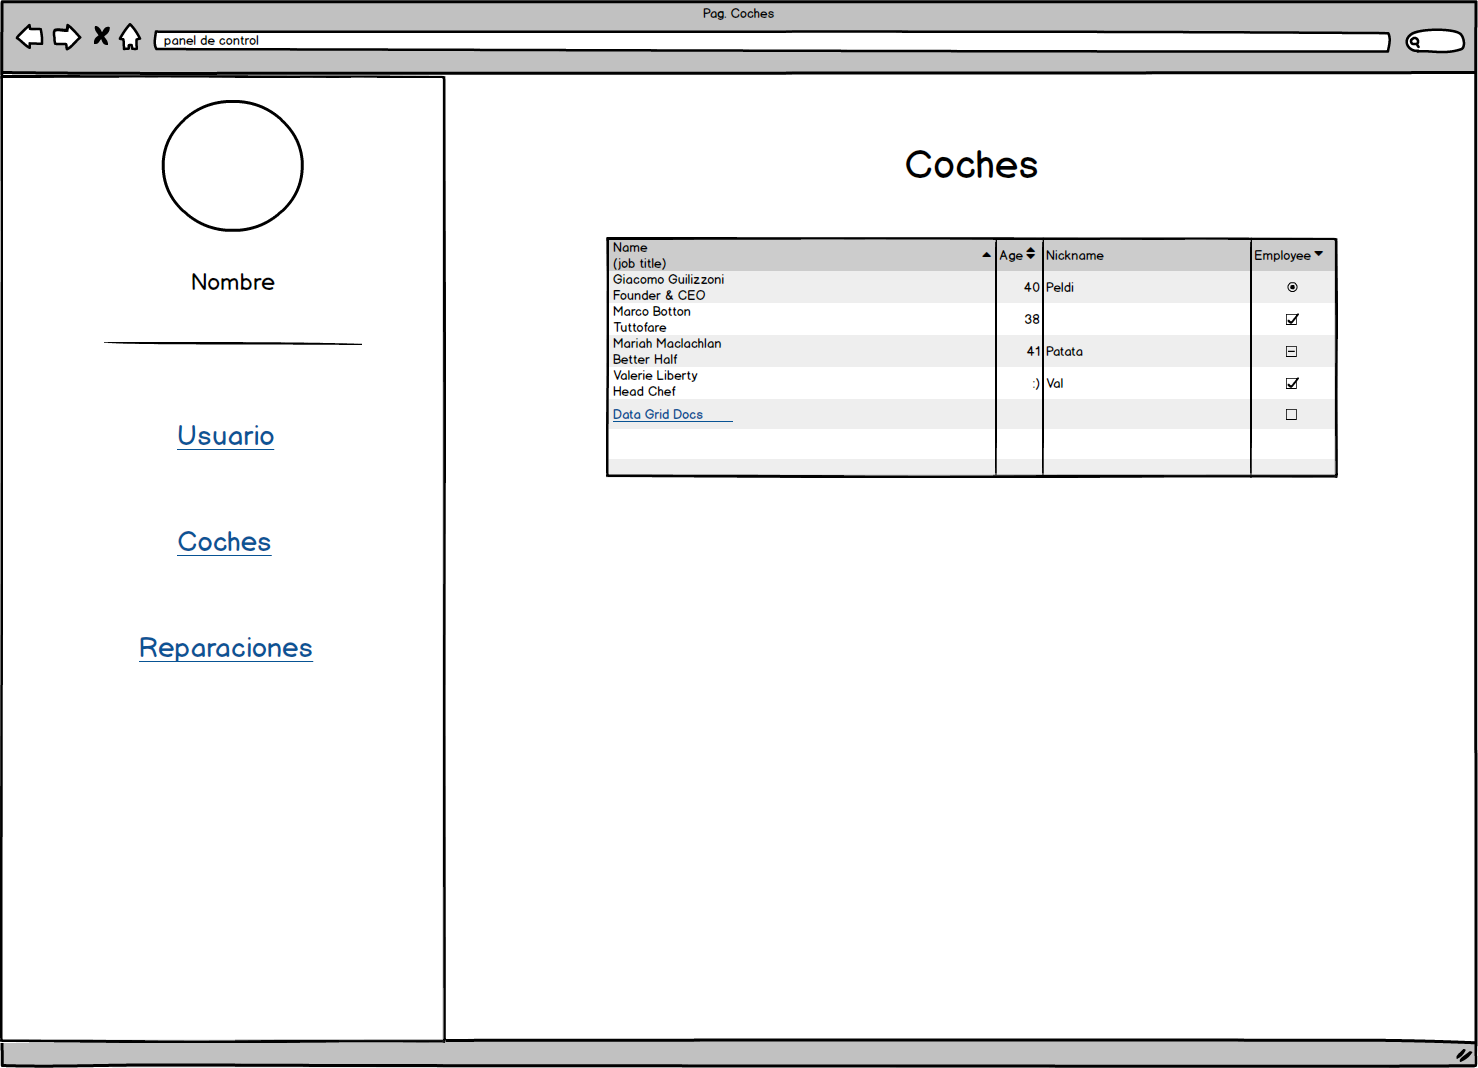 Pag. Coches
panel de control
Nombre
Usuario
Coches
Reparaciones
Coches
Name
(job title)
Age
Nickname
Employee
Giacomo Guilizzoni
Founder & CEO
40
Peldi
Marco Botton
Tuttofare
38
Mariah Maclachlan
Better Half
41
Patata
Valerie Liberty
Head Chef
:)
Val
Data Grid Docs